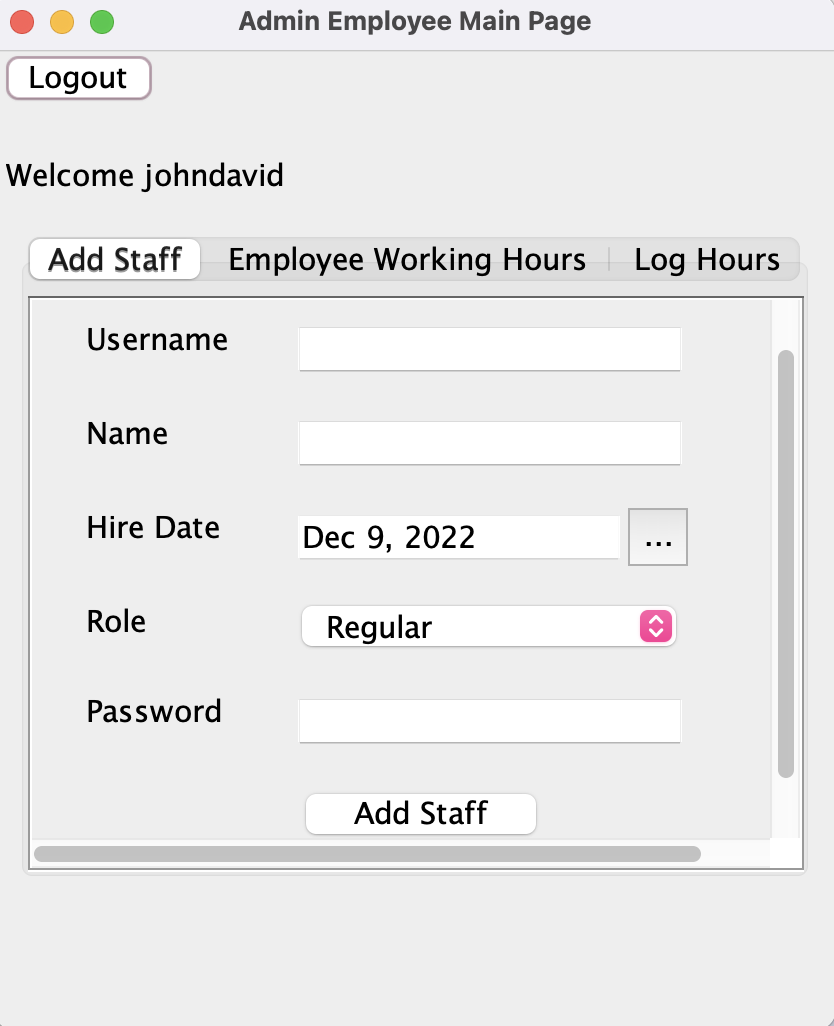 Admin Employee Main Page
Logout
Welcome johndavid
Add Staff Employee Working Hours Log Hours
Username
Name
Hire Date Dec 9, 2022 ...
Role Regular
Password
Add Staff